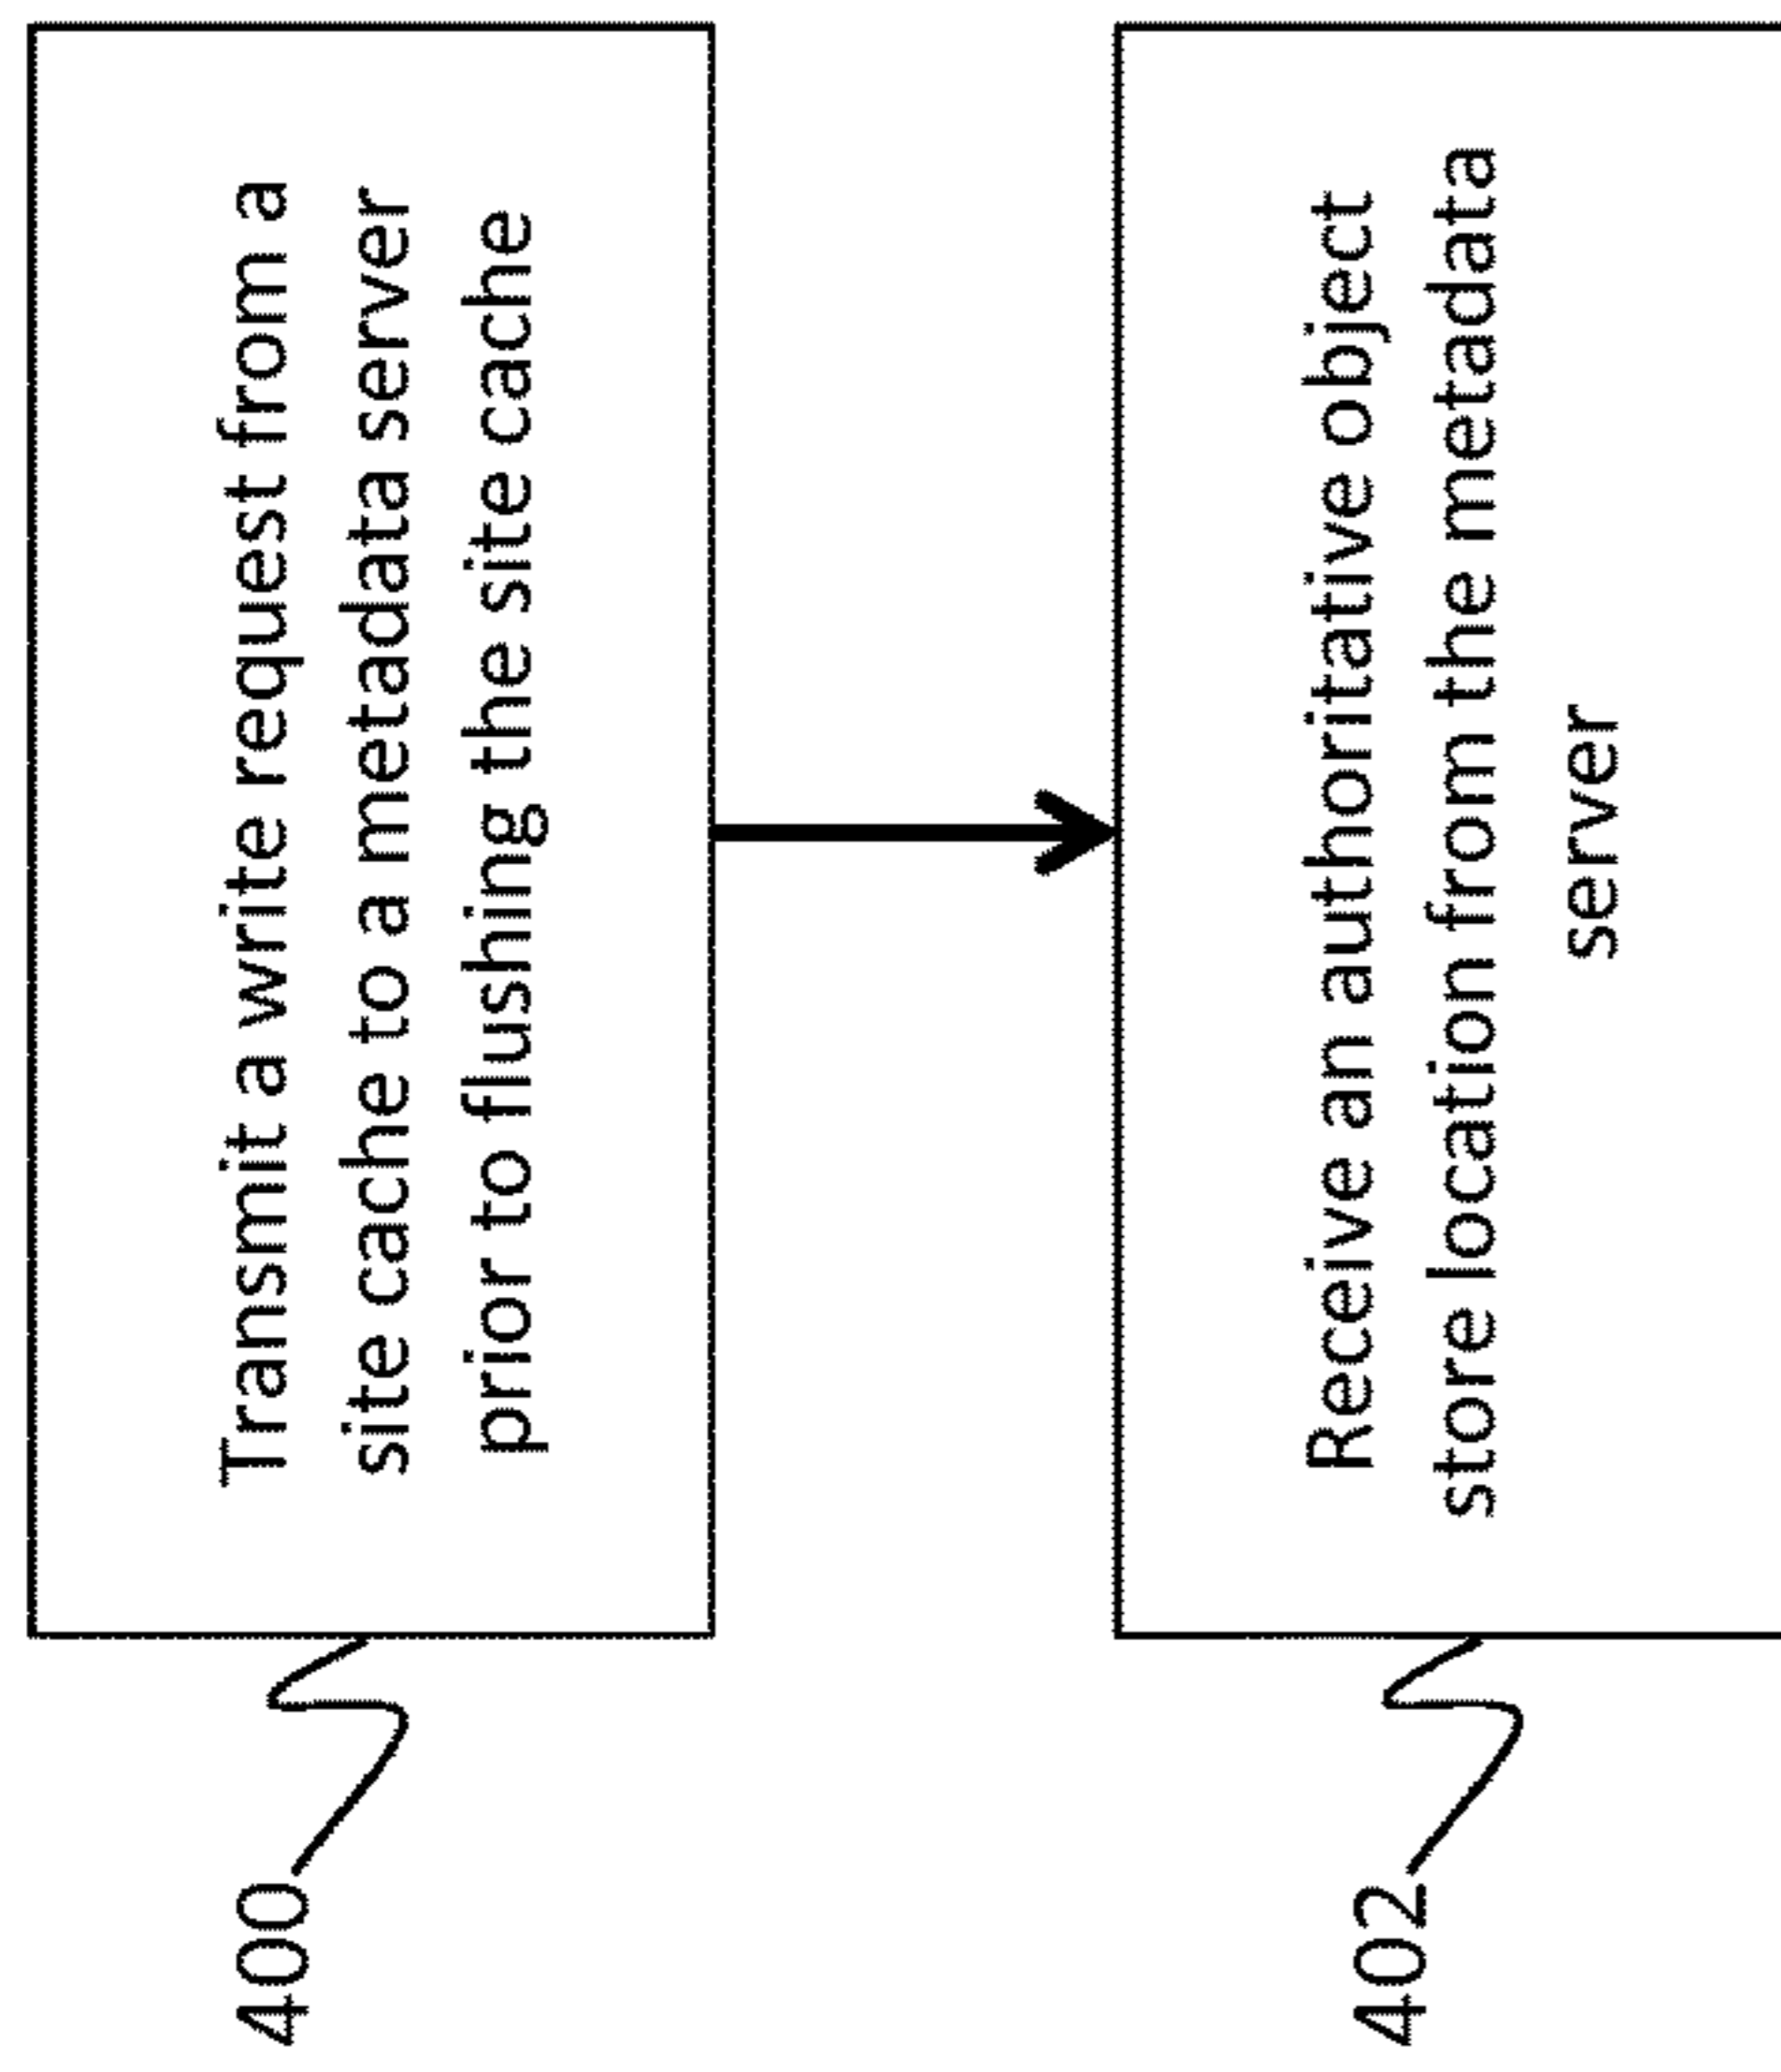 400
Transmit a write request from a
site cache to a metadata server
prior to flushing the site cache
402
Receive an authoritative object
store location from the metadata
server